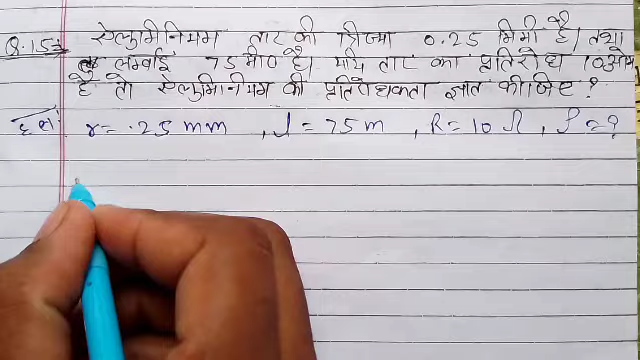 Q.15⇒ ऐलुमिनियम तार की त्रिज्या 0.25 मिमी है। तथा
लम्बाई 75 मी० है। यदि तार का प्रतिरोध 10 ओम
है तो ऐलुमिनियम की प्रतिरोधकता ज्ञात कीजिए?
हल: r = .25 mm , l = 75 m , R = 10 Ω , ρ = ?